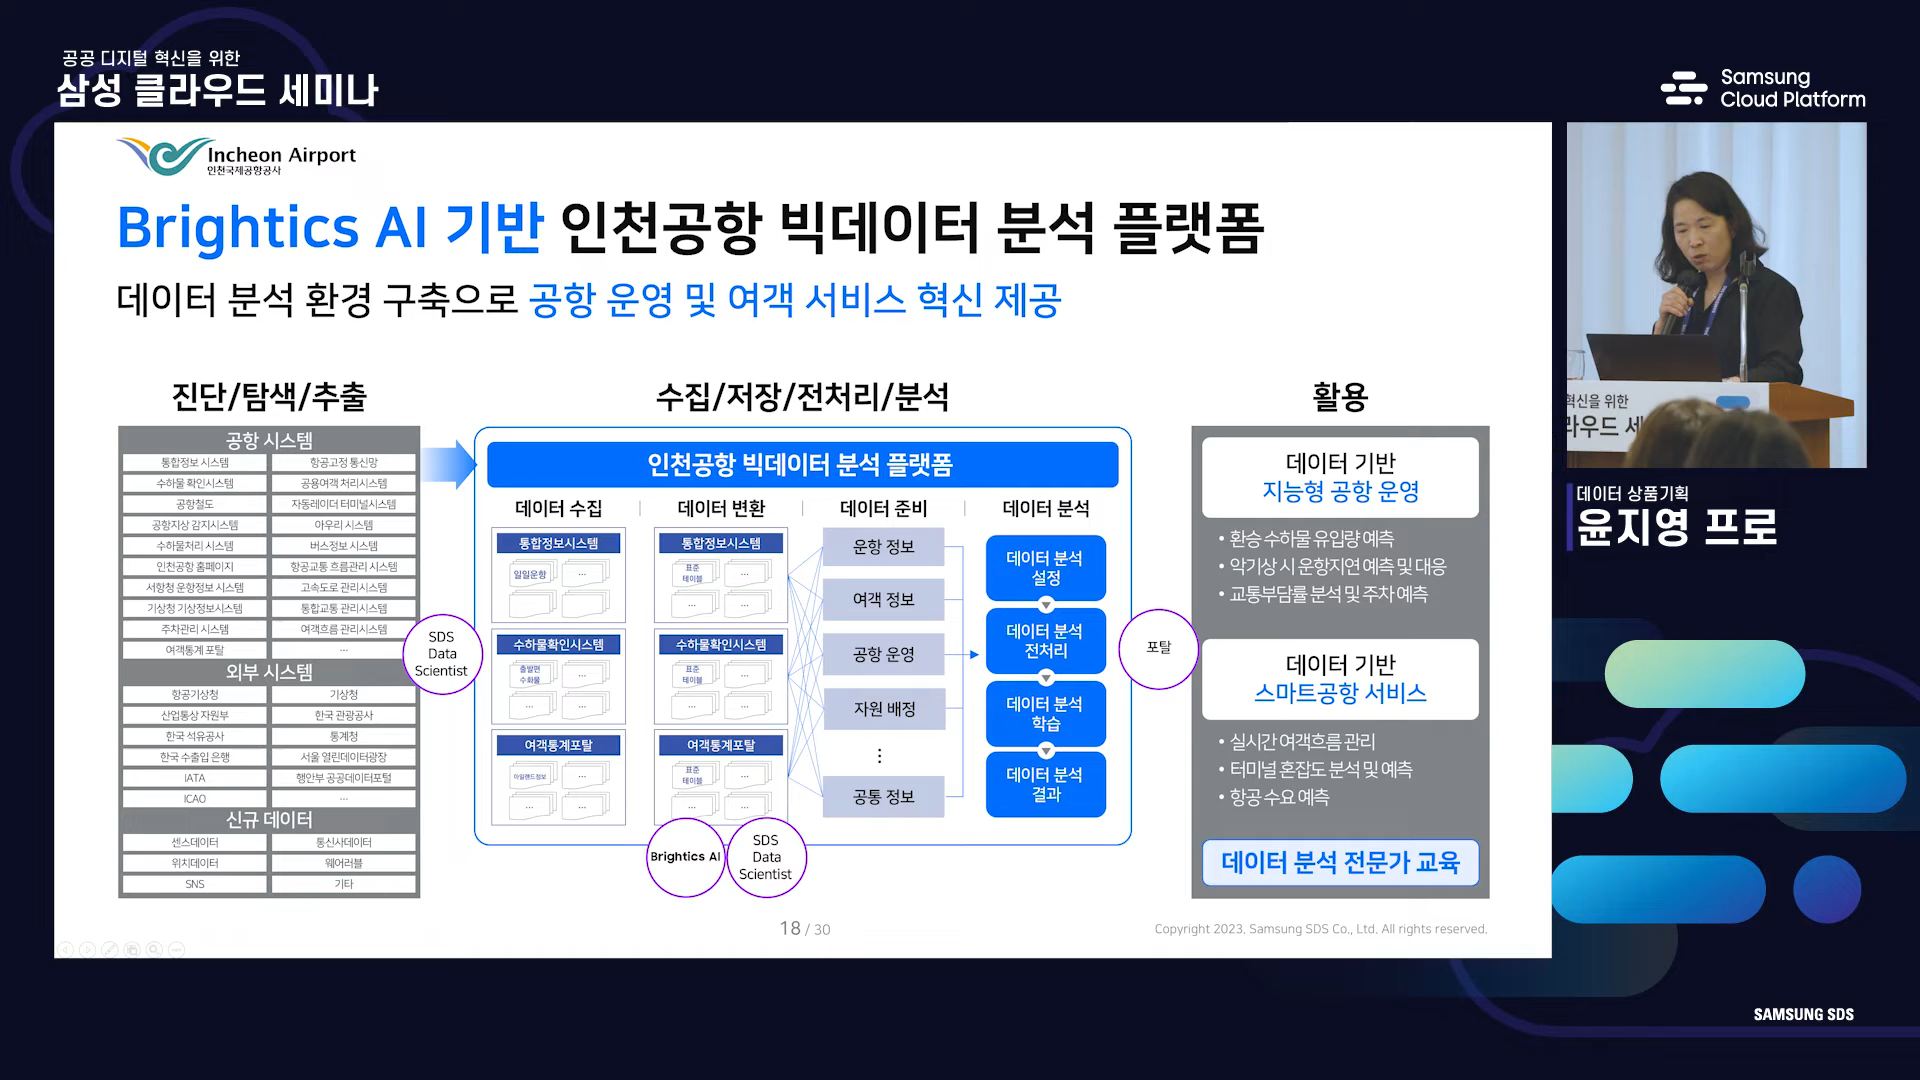 공공 디지털 혁신을 위한
삼성 클라우드 세미나
Samsung
Cloud Platform
Incheon Airport
인천국제공항공사
Brightics AI 기반 인천공항 빅데이터 분석 플랫폼
데이터 분석 환경 구축으로 공항 운영 및 여객 서비스 혁신 제공
진단/탐색/추출
공항 시스템
통합정보 시스템 항공고정 통신망
수하물 확인시스템 공용여객 처리시스템
공항철도 자동레이더 터미널시스템
공항지상 감지시스템 아우리 시스템
수하물처리 시스템 버스정보 시스템
인천공항 홈페이지 항공교통 흐름관리 시스템
서항청 운항정보 시스템 고속도로 관리시스템
기상청 기상정보시스템 통합교통 관리시스템
주차관리 시스템 여객흐름 관리시스템
여객통계 포탈 ...
외부 시스템
항공기상청 기상청
산업통상 자원부 한국 관광공사
한국 석유공사 통계청
한국 수출입 은행 서울 열린데이터광장
IATA 행안부 공공데이터포털
ICAO ...
신규 데이터
센스데이터 통신사데이터
위치데이터 웨어러블
SNS 기타
SDS
Data
Scientist
수집/저장/전처리/분석
인천공항 빅데이터 분석 플랫폼
데이터 수집
통합정보시스템
일일운항 ...
수하물확인시스템
출발편
수화물 ...
... ...
여객통계포탈
마일랜드정보 ...
... ...
데이터 변환
통합정보시스템
표준
테이블 ...
... ...
수하물확인시스템
표준
테이블 ...
... ...
여객통계포탈
표준
테이블 ...
... ...
데이터 준비
운항 정보
여객 정보
공항 운영
자원 배정
⋮
공통 정보
데이터 분석
데이터 분석
설정
데이터 분석
전처리
데이터 분석
학습
데이터 분석
결과
Brightics AI
SDS
Data
Scientist
포탈
활용
데이터 기반
지능형 공항 운영
• 환승 수하물 유입량 예측
• 악기상 시 운항지연 예측 및 대응
• 교통부담률 분석 및 주차 예측
데이터 기반
스마트공항 서비스
• 실시간 여객흐름 관리
• 터미널 혼잡도 분석 및 예측
• 항공 수요 예측
데이터 분석 전문가 교육
18 / 30
Copyright 2023. Samsung SDS Co., Ltd. All rights reserved.
혁신을 위한
라우드 세
데이터 상품기획
윤지영 프로
SAMSUNG SDS